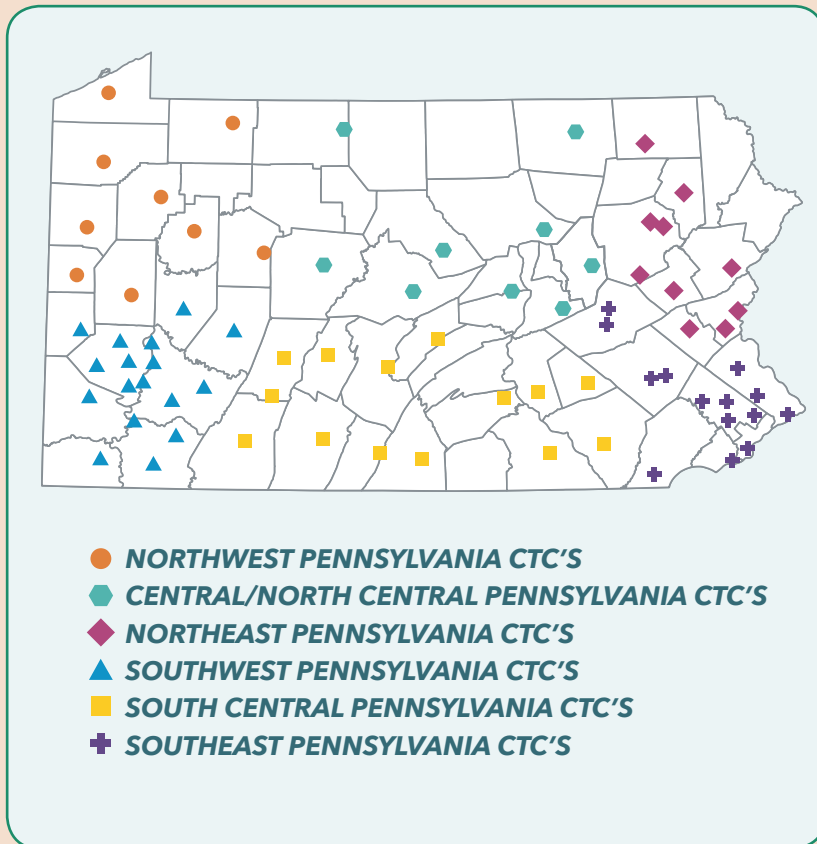 NORTHWEST PENNSYLVANIA CTC'S
CENTRAL/NORTH CENTRAL PENNSYLVANIA CTC'S
NORTHEAST PENNSYLVANIA CTC'S
SOUTHWEST PENNSYLVANIA CTC'S
SOUTH CENTRAL PENNSYLVANIA CTC'S
SOUTHEAST PENNSYLVANIA CTC'S